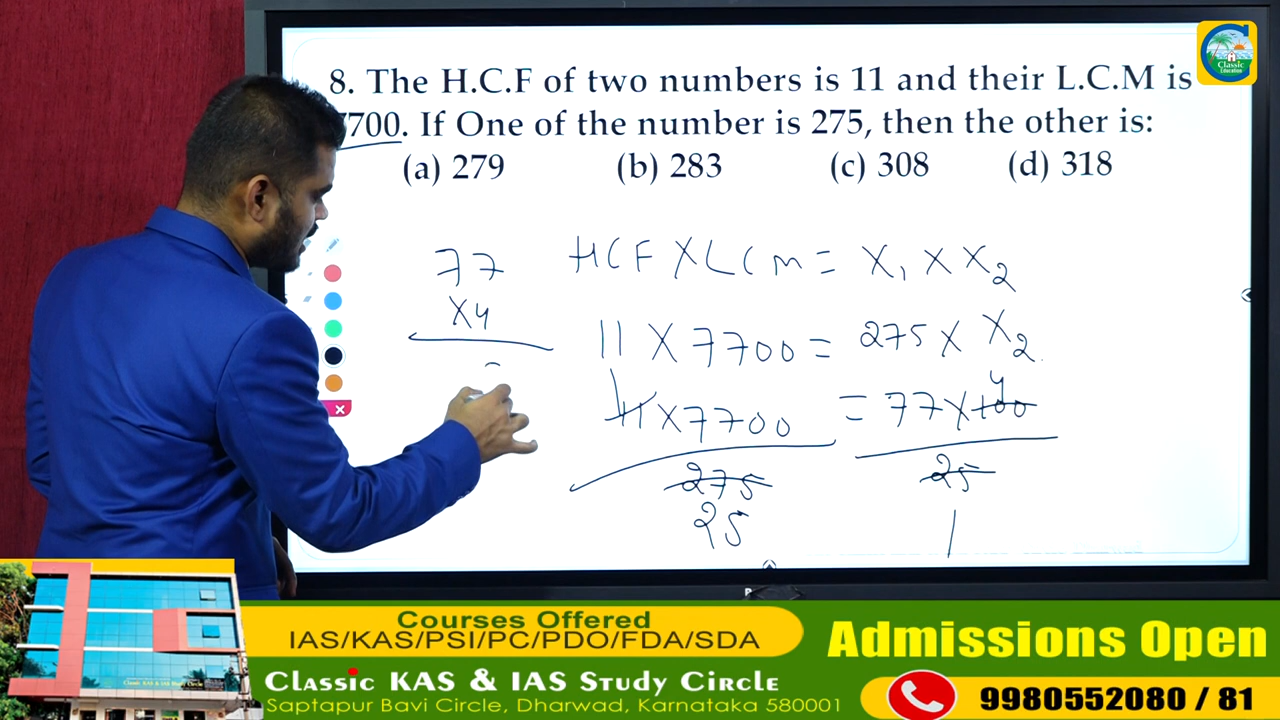 8. The H.C.F of two numbers is 11 and their L.C.M is
7700. If One of the number is 275, then the other is:
(a) 279 (b) 283 (c) 308 (d) 318
77
X4
HCF X LCM = X1 X X2
11 X 7700 = 275 X X2
11 X 7700
275
25
= 77 X 100
4
25
1
Classic
Education
Courses Offered
IAS/KAS/PSI/PC/PDO/FDA/SDA
Classic KAS & IAS Study Circle
Saptapur Bavi Circle, Dharwad, Karnataka 580001
Admissions Open
9980552080 / 81